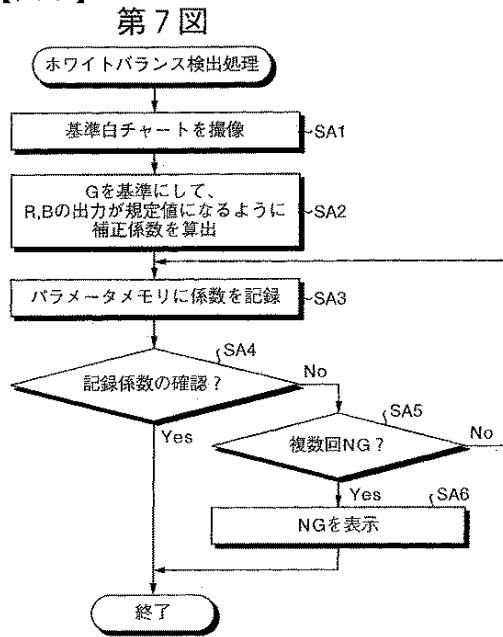 第7図
ホワイトバランス検出処理
基準白チャートを撮像
SA1
Gを基準にして、
R,Bの出力が規定値になるように
補正係数を算出
SA2
パラメータメモリに係数を記録
SA3
SA4
記録係数の確認?
No
Yes
SA5
複数回NG?
No
Yes
SA6
NGを表示
終了